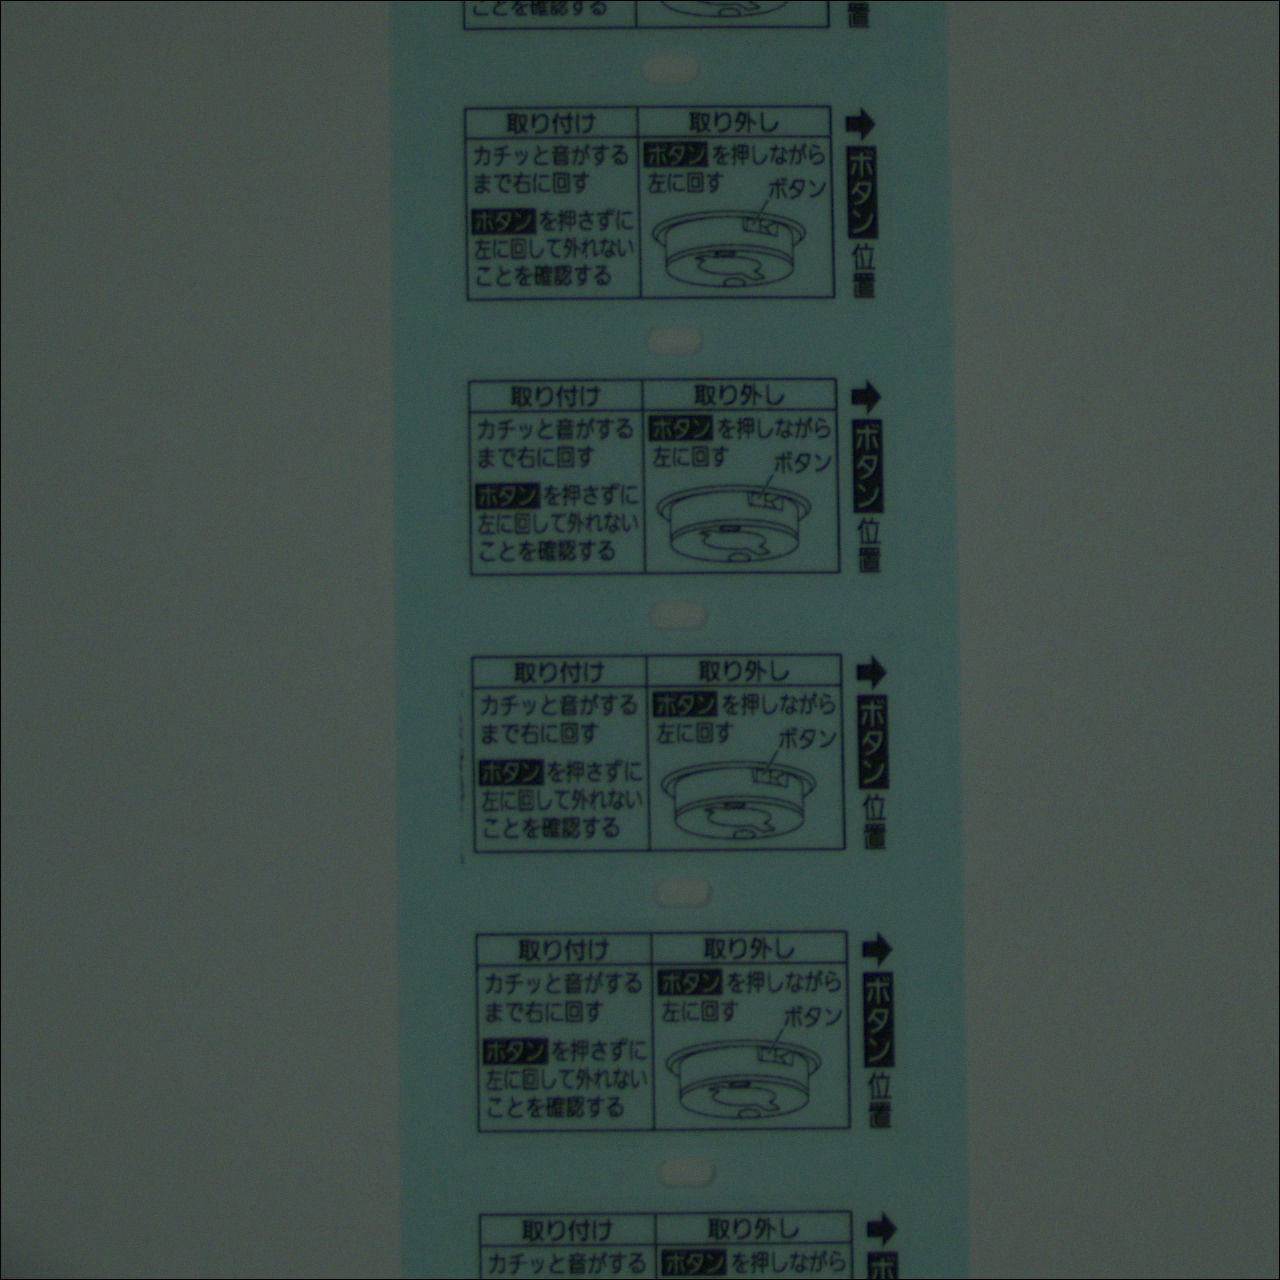 ことを確認する
置
取り付け
カチッと音がする
まで右に回す
ボタンを押さずに
左に回して外れない
ことを確認する
取り外し
ボタンを押しながら
左に回す
ボタン
➡ボタン位置
取り付け
カチッと音がする
まで右に回す
ボタンを押さずに
左に回して外れない
ことを確認する
取り外し
ボタンを押しながら
左に回す
ボタン
➡ボタン位置
取り付け
カチッと音がする
まで右に回す
ボタンを押さずに
左に回して外れない
ことを確認する
取り外し
ボタンを押しながら
左に回す
ボタン
➡ボタン位置
取り付け
カチッと音がする
まで右に回す
ボタンを押さずに
左に回して外れない
ことを確認する
取り外し
ボタンを押しながら
左に回す
ボタン
➡ボタン位置
取り付け
カチッと音がする
取り外し
ボタンを押しながら
➡ボ